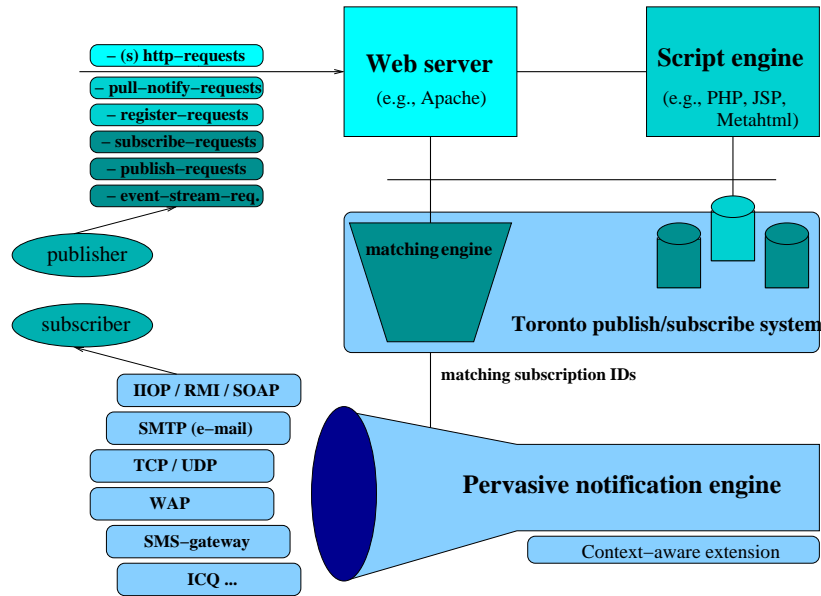 – (s) http–requests
– pull–notify–requests
– register–requests
– subscribe–requests
– publish–requests
– event–stream–req.
Web server
(e.g., Apache)
Script engine
(e.g., PHP, JSP,
Metahtml)
publisher
matching engine
subscriber
Toronto publish/subscribe system
matching subscription IDs
IIOP / RMI / SOAP
SMTP (e–mail)
TCP / UDP
WAP
SMS–gateway
ICQ ...
Pervasive notification engine
Context–aware extension